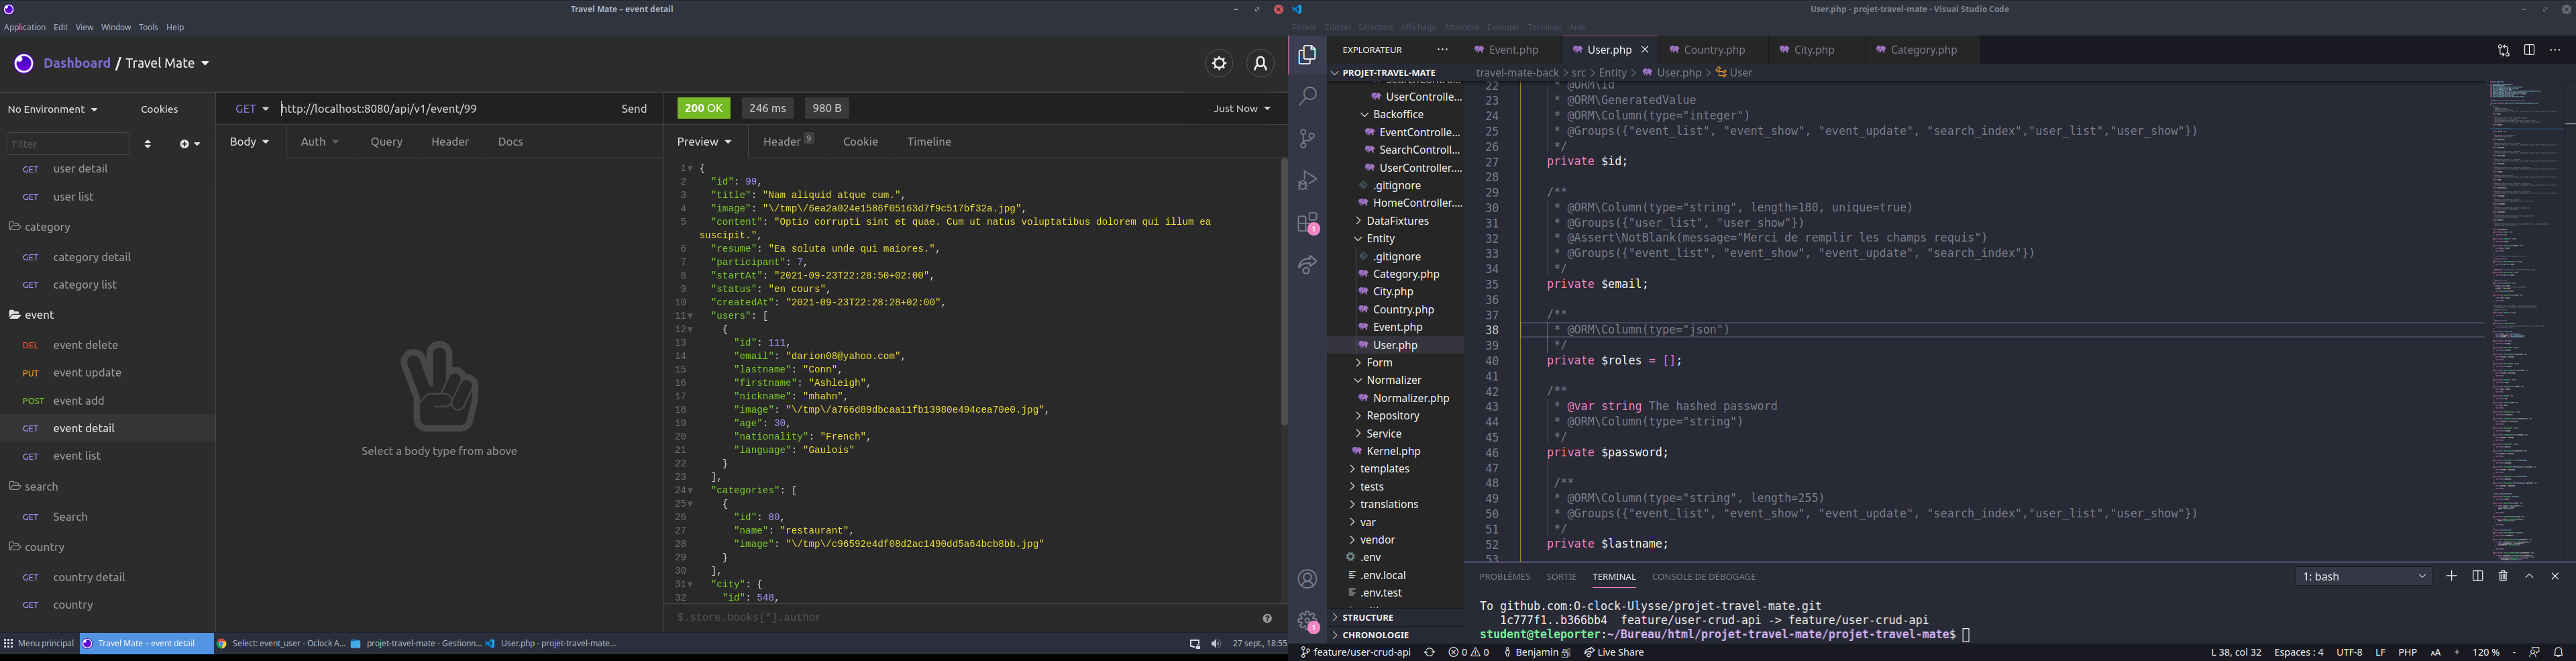 Travel Mate – event detail
Application Edit View Window Tools Help
Dashboard / Travel Mate
No Environment
Cookies
Filter
GET user detail
GET user list
category
GET category detail
GET category list
event
DEL event delete
PUT event update
POST event add
GET event detail
GET event list
search
GET Search
country
GET country detail
GET country
GET http://localhost:8080/api/v1/event/99 Send
Body Auth Query Header Docs
Select a body type from above
200 OK 246 ms 980 B Just Now
Preview Header 9 Cookie Timeline
1 {
2 "id": 99,
3 "title": "Nam aliquid atque cum.",
4 "image": "\/tmp\/6ea2a024e1586f05163d7f9c517bf32a.jpg",
5 "content": "Optio corrupti sint et quae. Cum ut natus voluptatibus dolorem qui illum ea
suscipit.",
6 "resume": "Ea soluta unde qui maiores.",
7 "participant": 7,
8 "startAt": "2021-09-23T22:28:50+02:00",
9 "status": "en cours",
10 "createdAt": "2021-09-23T22:28:28+02:00",
11 "users": [
12 {
13 "id": 111,
14 "email": "darion08@yahoo.com",
15 "lastname": "Conn",
16 "firstname": "Ashleigh",
17 "nickname": "mhahn",
18 "image": "\/tmp\/a766d89dbcaa11fb13980e494cea70e0.jpg",
19 "age": 30,
20 "nationality": "French",
21 "language": "Gaulois"
22 }
23 ],
24 "categories": [
25 {
26 "id": 80,
27 "name": "restaurant",
28 "image": "\/tmp\/c96592e4df08d2ac1490dd5a64bcb8bb.jpg"
29 }
30 ],
31 "city": {
32 "id": 548,
$.store.books[*].author
Menu principal Travel Mate – event detail Select: event_user - Oclock A... projet-travel-mate - Gestionn... User.php - projet-travel-mate... 27 sept., 18:55
User.php - projet-travel-mate - Visual Studio Code
Fichier Edition Sélection Affichage Atteindre Exécuter Terminal Aide
EXPLORATEUR
PROJET-TRAVEL-MATE
SearchContro...
UserControlle...
Backoffice
EventControlle...
SearchControll...
UserController....
.gitignore
HomeController....
DataFixtures
Entity
.gitignore
Category.php
City.php
Country.php
Event.php
User.php
Form
Normalizer
Normalizer.php
Repository
Service
Kernel.php
templates
tests
translations
var
vendor
.env
.env.local
.env.test
STRUCTURE
CHRONOLOGIE
1
1
Event.php User.php Country.php City.php Category.php
travel-mate-back > src > Entity > User.php > User
22 * @ORM\Id
23 * @ORM\GeneratedValue
24 * @ORM\Column(type="integer")
25 * @Groups({"event_list", "event_show", "event_update", "search_index","user_list","user_show"})
26 */
27 private $id;
28
29 /**
30 * @ORM\Column(type="string", length=180, unique=true)
31 * @Groups({"user_list", "user_show"})
32 * @Assert\NotBlank(message="Merci de remplir les champs requis")
33 * @Groups({"event_list", "event_show", "event_update", "search_index"})
34 */
35 private $email;
36
37 /**
38 * @ORM\Column(type="json")
39 */
40 private $roles = [];
41
42 /**
43 * @var string The hashed password
44 * @ORM\Column(type="string")
45 */
46 private $password;
47
48 /**
49 * @ORM\Column(type="string", length=255)
50 * @Groups({"event_list", "event_show", "event_update", "search_index","user_list","user_show"})
51 */
52 private $lastname;
53
PROBLÈMES SORTIE TERMINAL CONSOLE DE DÉBOGAGE 1: bash
To github.com:O-clock-Ulysse/projet-travel-mate.git
1c777f1..b366bb4 feature/user-crud-api -> feature/user-crud-api
student@teleporter:~/Bureau/html/projet-travel-mate/projet-travel-mate$
feature/user-crud-api 0 0 Benjamin Live Share L 38, col 32 Espaces : 4 UTF-8 LF PHP AA + 120 % -